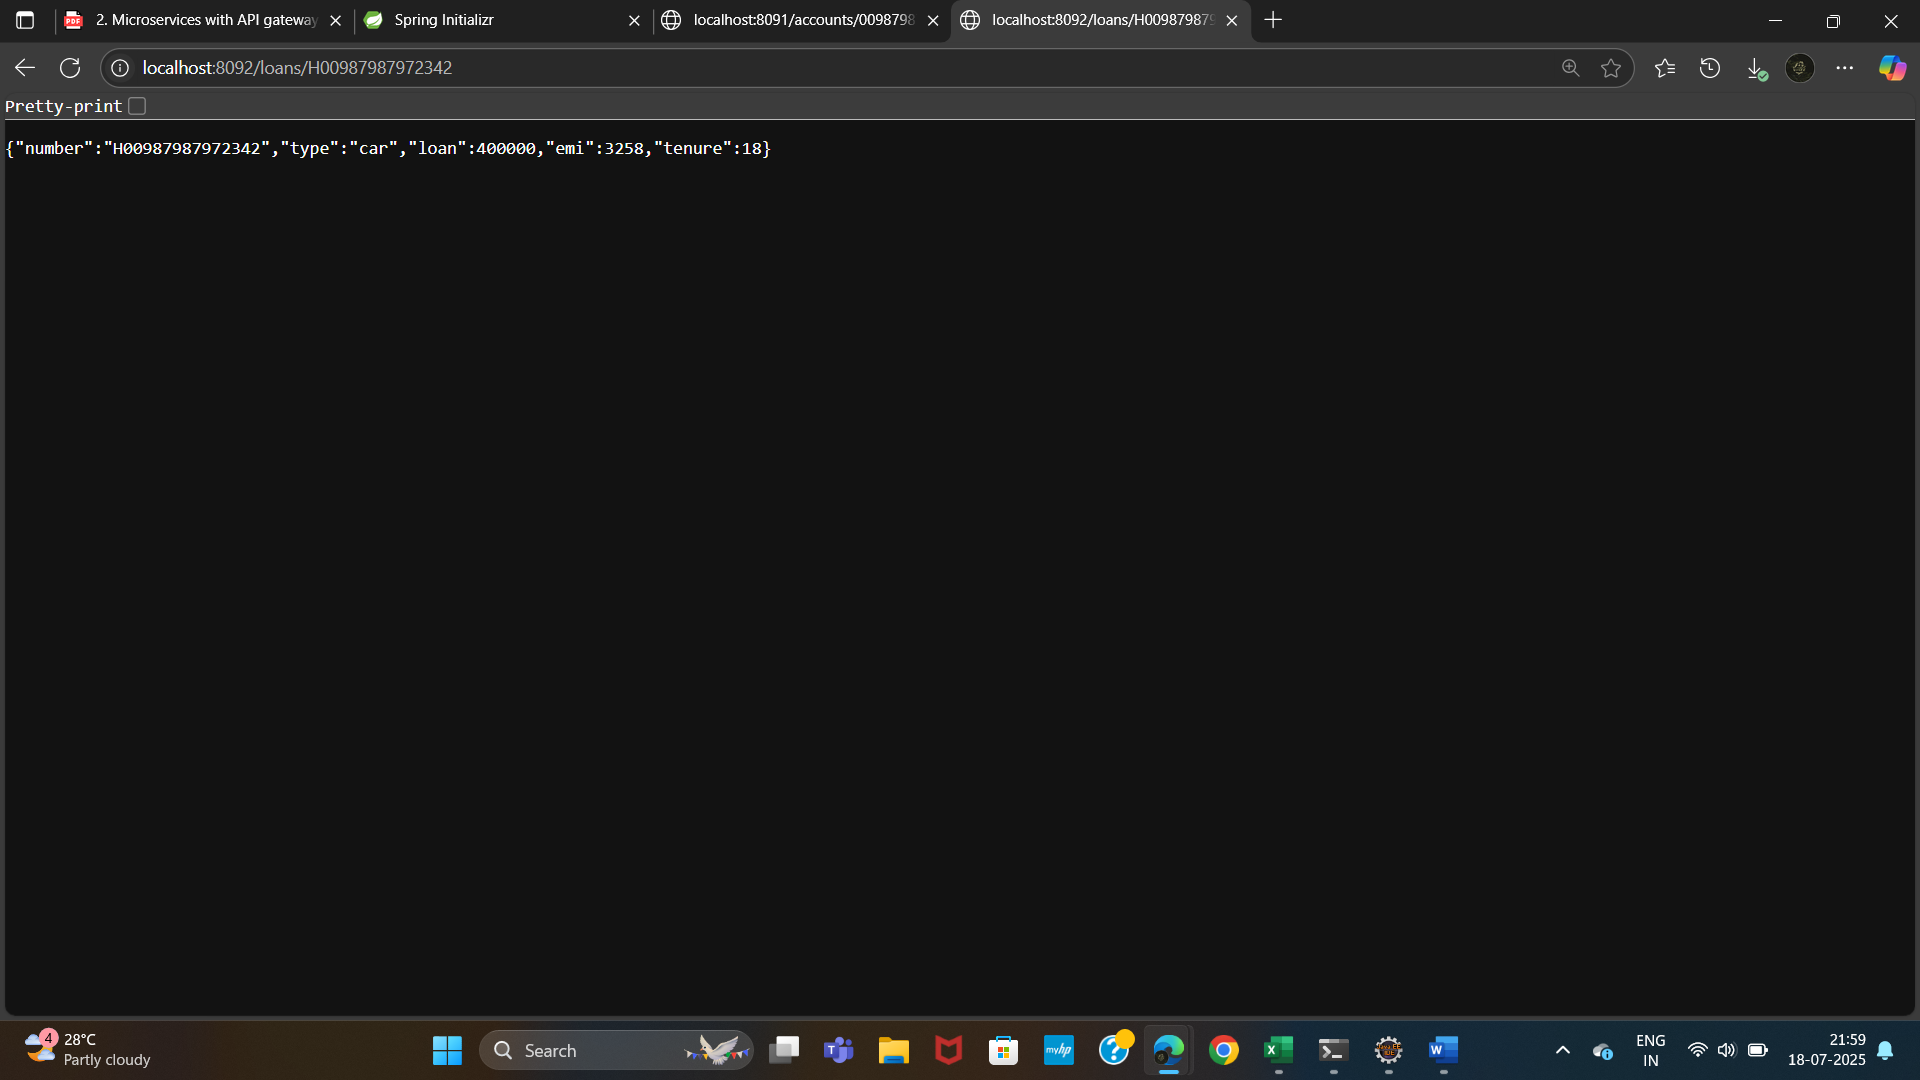 2. Microservices with API gateway
Spring Initializr
localhost:8091/accounts/0098798
localhost:8092/loans/H009879879
localhost:8092/loans/H00987987972342
Pretty-print
{"number":"H00987987972342","type":"car","loan":400000,"emi":3258,"tenure":18}
4
28°C
Partly cloudy
Search
myhp
ENG
IN
21:59
18-07-2025